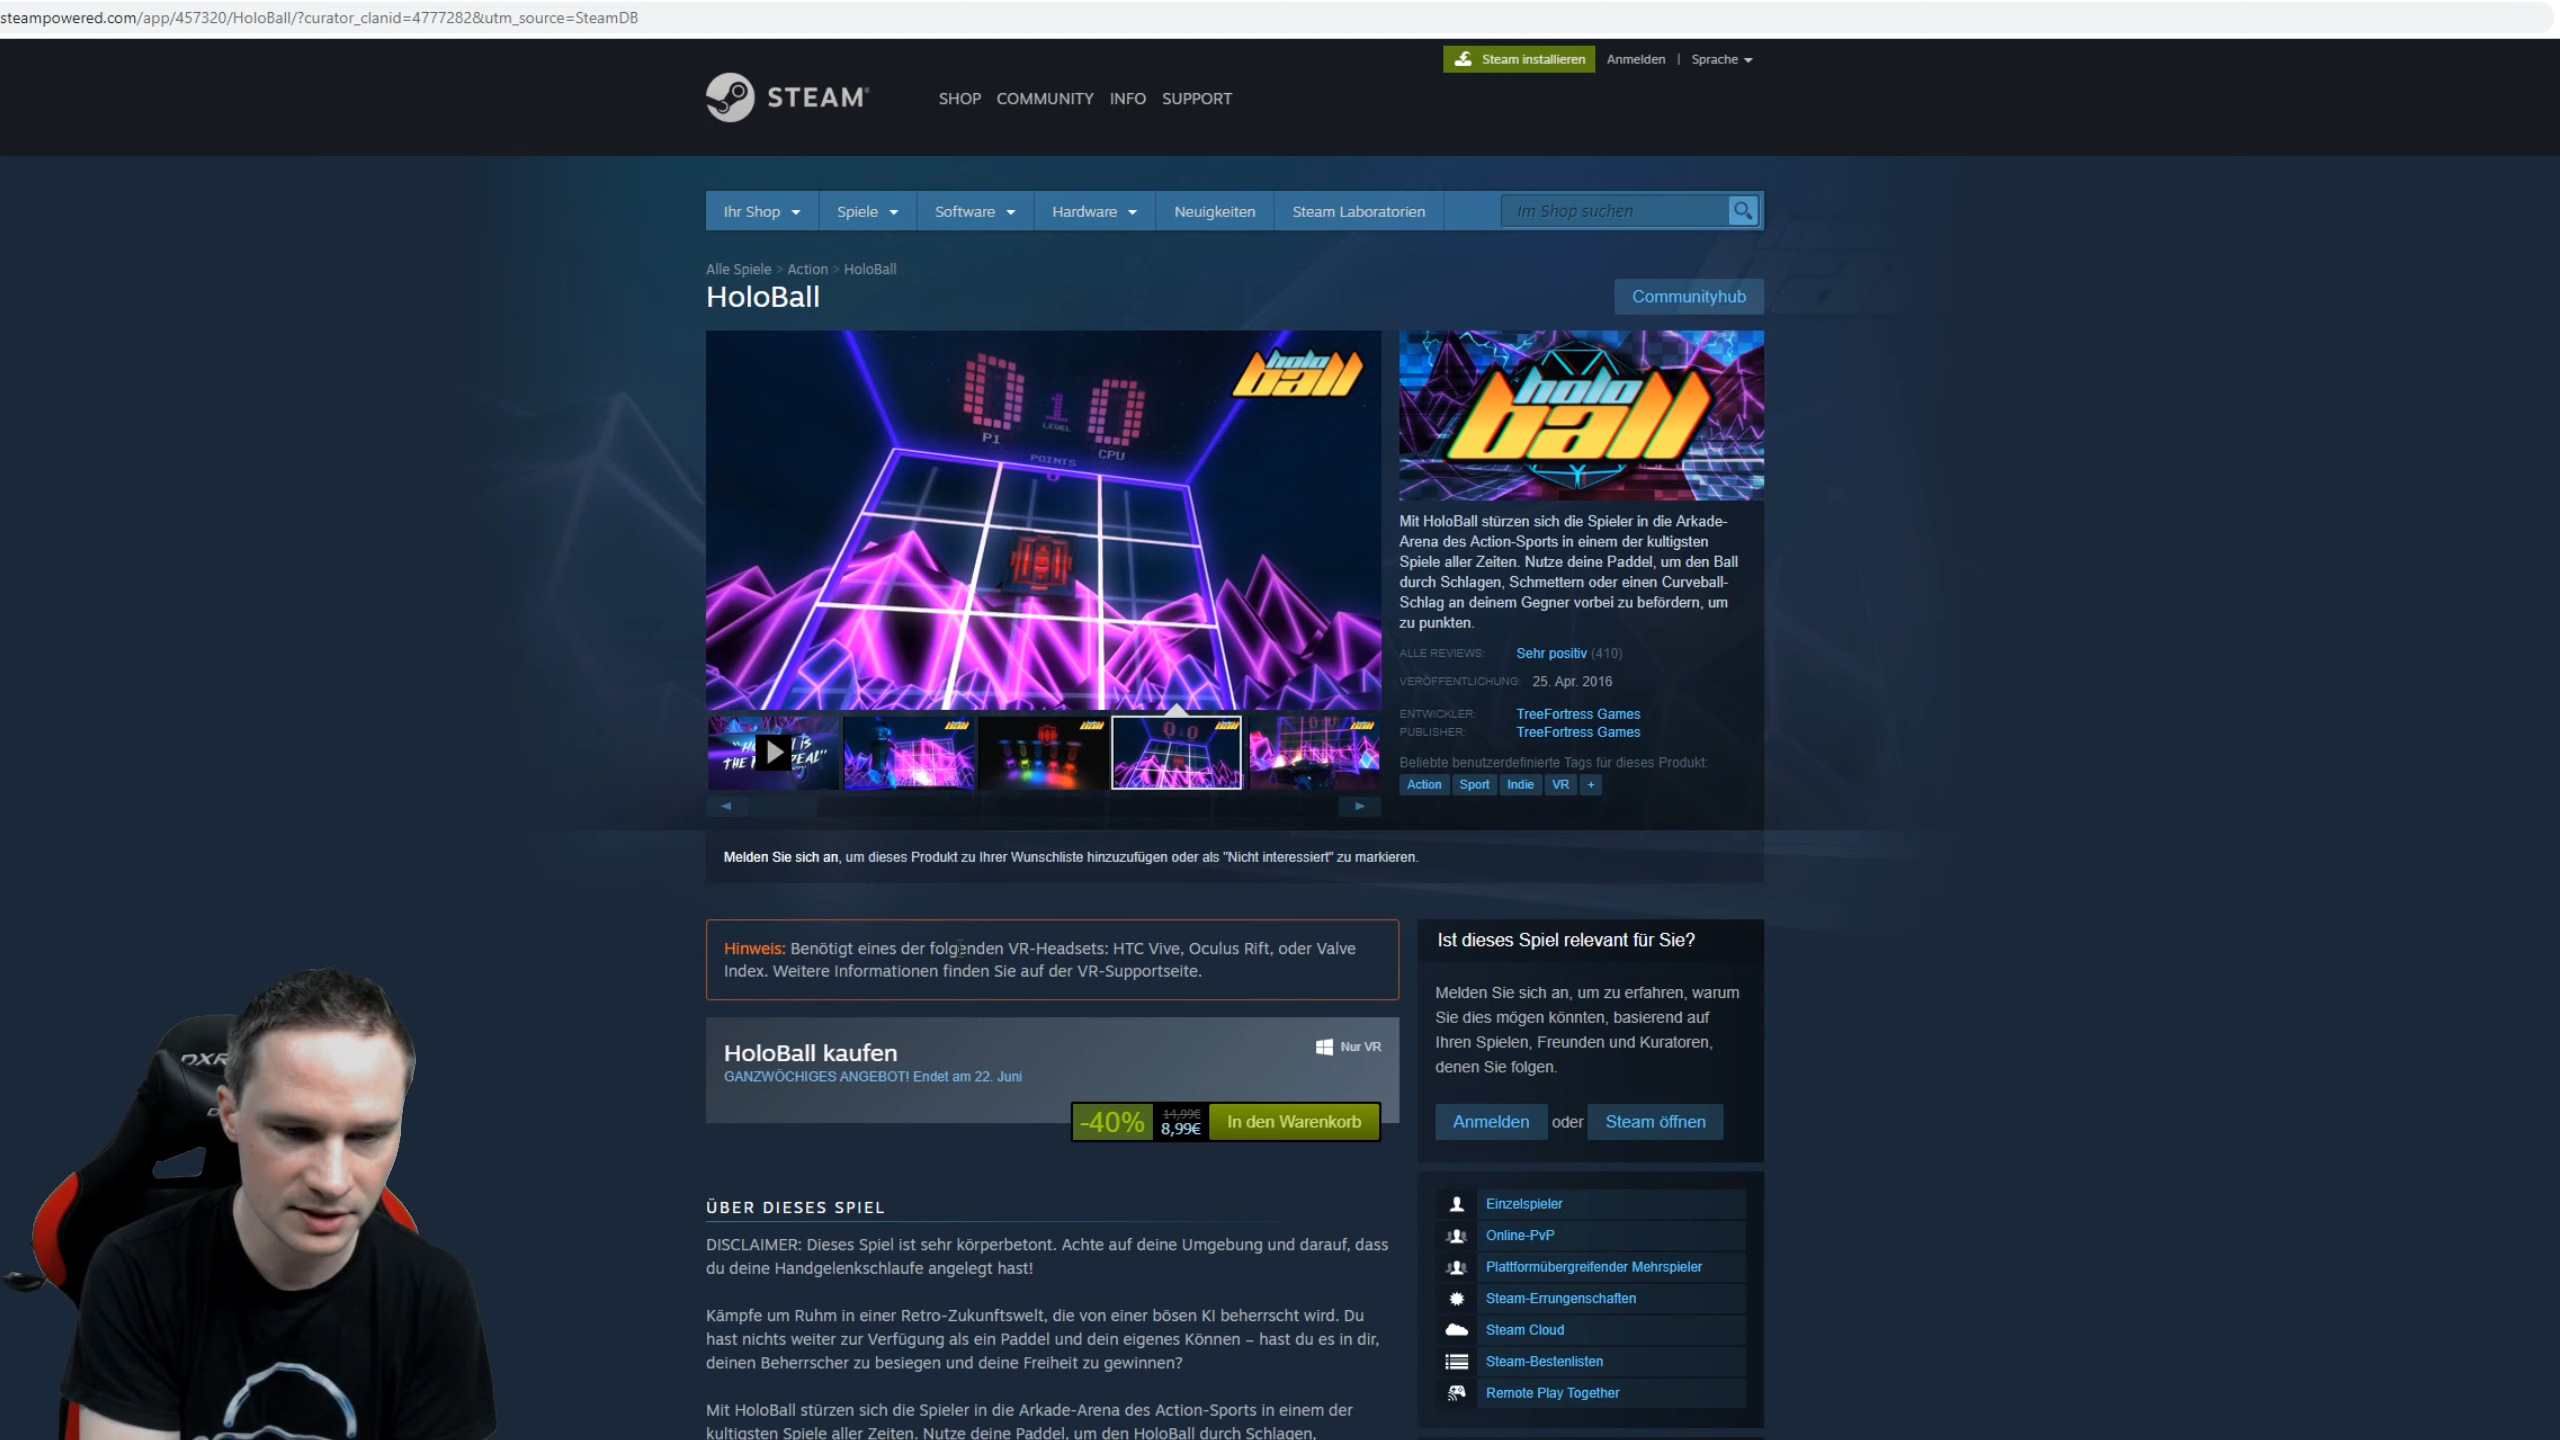 steampowered.com/app/457320/HoloBall/?curator_clanid=4777282&utm_source=SteamDB
Steam installieren
Anmelden | Sprache
STEAM
SHOP COMMUNITY INFO SUPPORT
Ihr Shop
Spiele
Software
Hardware
Neuigkeiten
Steam Laboratorien
Im Shop suchen
Alle Spiele > Action > HoloBall
HoloBall
Communityhub
0 1 0
P1
LEVEL
CPU
POINTS
0
holo
ball
holo
ball
Mit HoloBall stürzen sich die Spieler in die Arkade-
Arena des Action-Sports in einem der kultigsten
Spiele aller Zeiten. Nutze deine Paddel, um den Ball
durch Schlagen, Schmettern oder einen Curveball-
Schlag an deinem Gegner vorbei zu befördern, um
zu punkten.
ALLE REVIEWS: Sehr positiv (410)
VERÖFFENTLICHUNG: 25. Apr. 2016
ENTWICKLER: TreeFortress Games
PUBLISHER: TreeFortress Games
Beliebte benutzerdefinierte Tags für dieses Produkt:
Action Sport Indie VR +
Melden Sie sich an, um dieses Produkt zu Ihrer Wunschliste hinzuzufügen oder als "Nicht interessiert" zu markieren.
Hinweis: Benötigt eines der folgenden VR-Headsets: HTC Vive, Oculus Rift, oder Valve
Index. Weitere Informationen finden Sie auf der VR-Supportseite.
HoloBall kaufen
Nur VR
GANZWÖCHIGES ANGEBOT! Endet am 22. Juni
-40%
14,99€
8,99€
In den Warenkorb
ÜBER DIESES SPIEL
DISCLAIMER: Dieses Spiel ist sehr körperbetont. Achte auf deine Umgebung und darauf, dass
du deine Handgelenkschlaufe angelegt hast!
Kämpfe um Ruhm in einer Retro-Zukunftswelt, die von einer bösen KI beherrscht wird. Du
hast nichts weiter zur Verfügung als ein Paddel und dein eigenes Können – hast du es in dir,
deinen Beherrscher zu besiegen und deine Freiheit zu gewinnen?
Mit HoloBall stürzen sich die Spieler in die Arkade-Arena des Action-Sports in einem der
kultigsten Spiele aller Zeiten. Nutze deine Paddel, um den HoloBall durch Schlagen,
Ist dieses Spiel relevant für Sie?
Melden Sie sich an, um zu erfahren, warum
Sie dies mögen könnten, basierend auf
Ihren Spielen, Freunden und Kuratoren,
denen Sie folgen.
Anmelden oder Steam öffnen
Einzelspieler
Online-PvP
Plattformübergreifender Mehrspieler
Steam-Errungenschaften
Steam Cloud
Steam-Bestenlisten
Remote Play Together
DXR